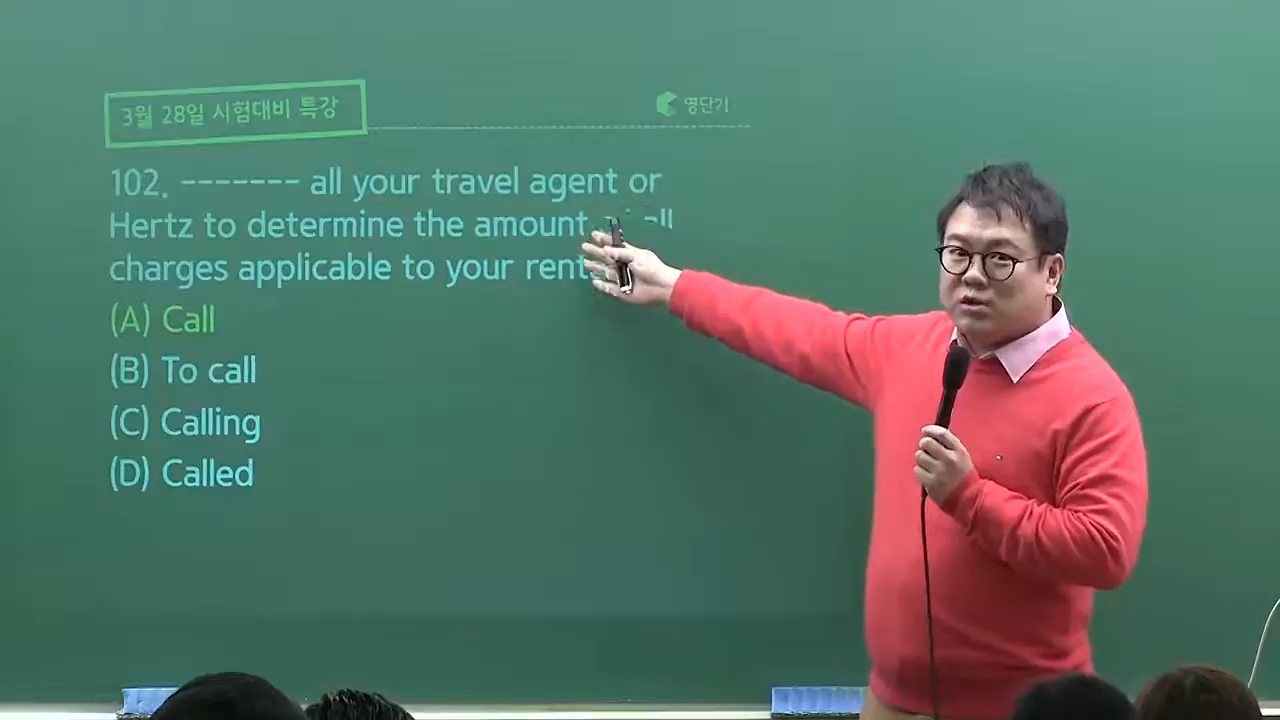 3월 28일 시험대비 특강
영단기
102. ------- all your travel agent or
Hertz to determine the amount all
charges applicable to your rent
(A) Call
(B) To call
(C) Calling
(D) Called